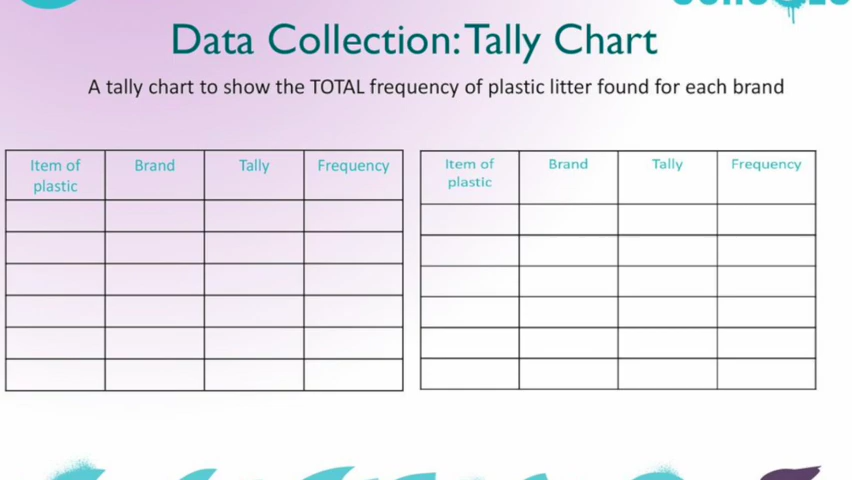 Data Collection: Tally Chart
A tally chart to show the TOTAL frequency of plastic litter found for each brand
Item of plastic Brand Tally Frequency
Item of plastic Brand Tally Frequency